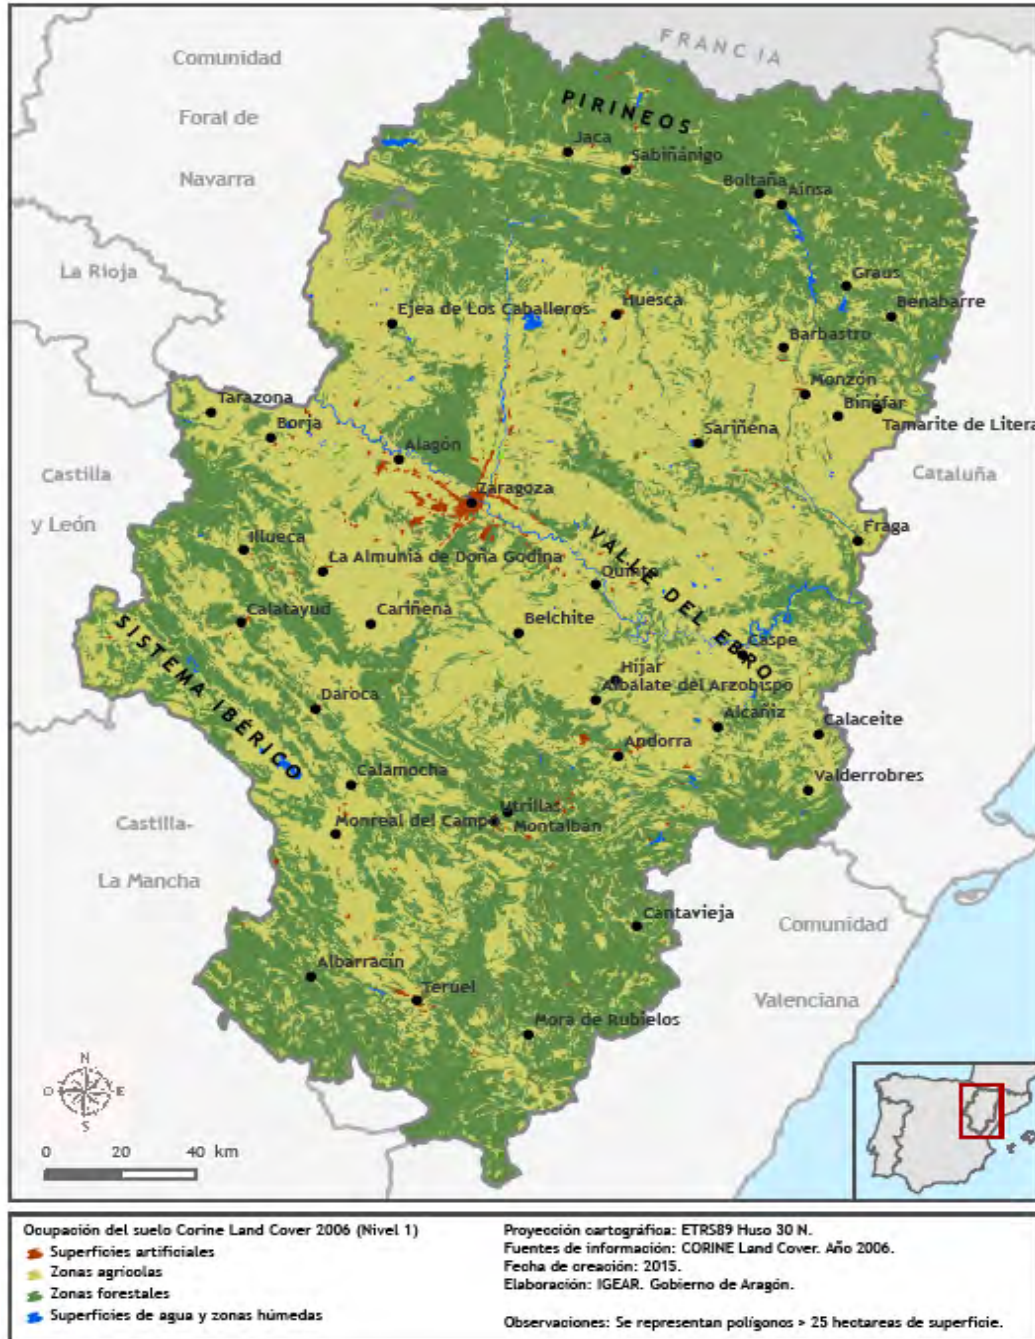 FRANCIA
Comunidad
Foral de
Navarra
PIRINEOS
Jaca
Sabiñánigo
Boltaña
Aínsa
La Rioja
Graus
Benabarre
Ejea de Los Caballeros
Huesca
Barbastro
Monzón
Binéfar
Tamarite de Litera
Tarazona
Borja
Sariñena
Alagón
Castilla
y León
Cataluña
Zaragoza
Fraga
Illueca
La Almunia de Doña Godina
VALLE DEL EBRO
Quinto
Calatayud
Cariñena
Belchite
Caspe
SISTEMA IBÉRICO
Híjar
Albalate del Arzobispo
Daroca
Alcañiz
Calaceite
Andorra
Calamocha
Valderrobres
Utrillas
Montalbán
Monreal del Campo
Castilla-
La Mancha
Cantavieja
Comunidad
Valenciana
Albarracín
Teruel
Mora de Rubielos
N
O
E
S
0 20 40 km
Ocupación del suelo Corine Land Cover 2006 (Nivel 1)
Superficies artificiales
Zonas agrícolas
Zonas forestales
Superficies de agua y zonas húmedas
Proyección cartográfica: ETRS89 Huso 30 N.
Fuentes de información: CORINE Land Cover. Año 2006.
Fecha de creación: 2015.
Elaboración: IGEAR. Gobierno de Aragón.
Observaciones: Se representan polígonos > 25 hectareas de superficie.